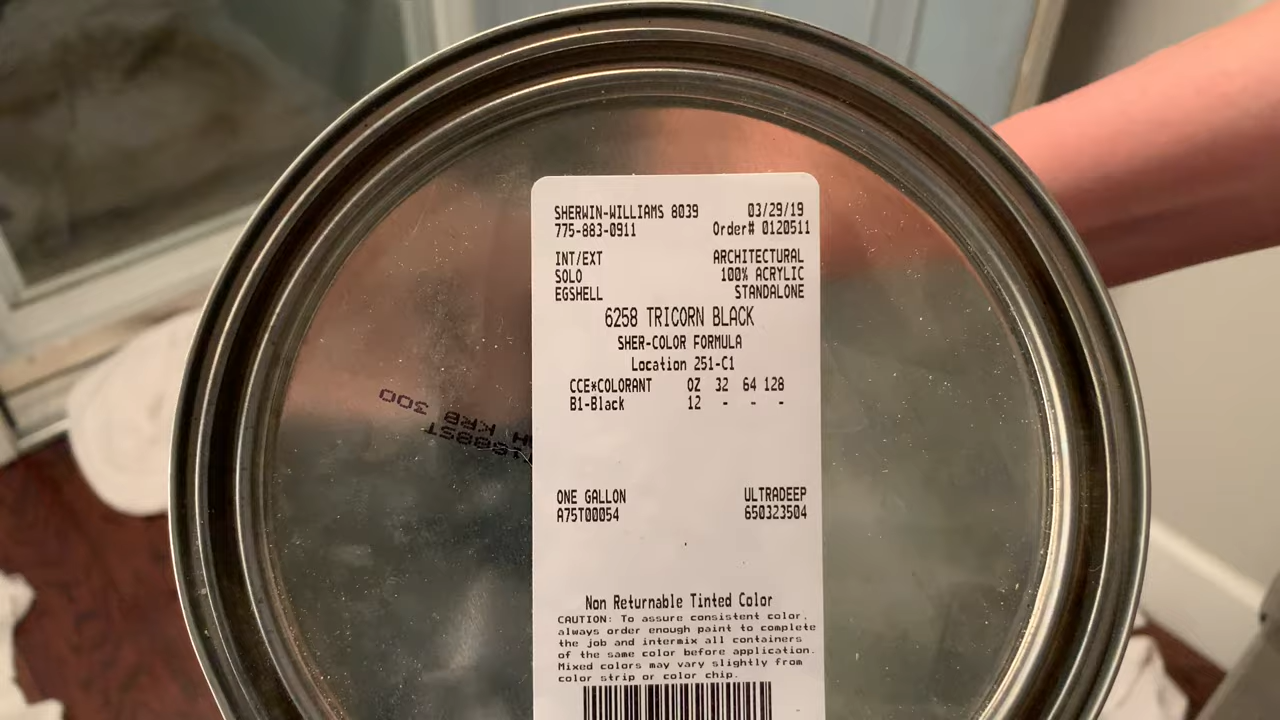 SHERWIN-WILLIAMS 8039 03/29/19
775-883-0911 Order# 0120511
INT/EXT ARCHITECTURAL
SOLO 100% ACRYLIC
EGSHELL STANDALONE
6258 TRICORN BLACK
SHER-COLOR FORMULA
Location 251-C1
CCE*COLORANT OZ 32 64 128
B1-Black 12 - - -
ONE GALLON ULTRADEEP
A75T00054 650323504
Non Returnable Tinted Color
CAUTION: To assure consistent color,
always order enough paint to complete
the job and intermix all containers
of the same color before application.
Mixed colors may vary slightly from
color strip or color chip.
KRB 300